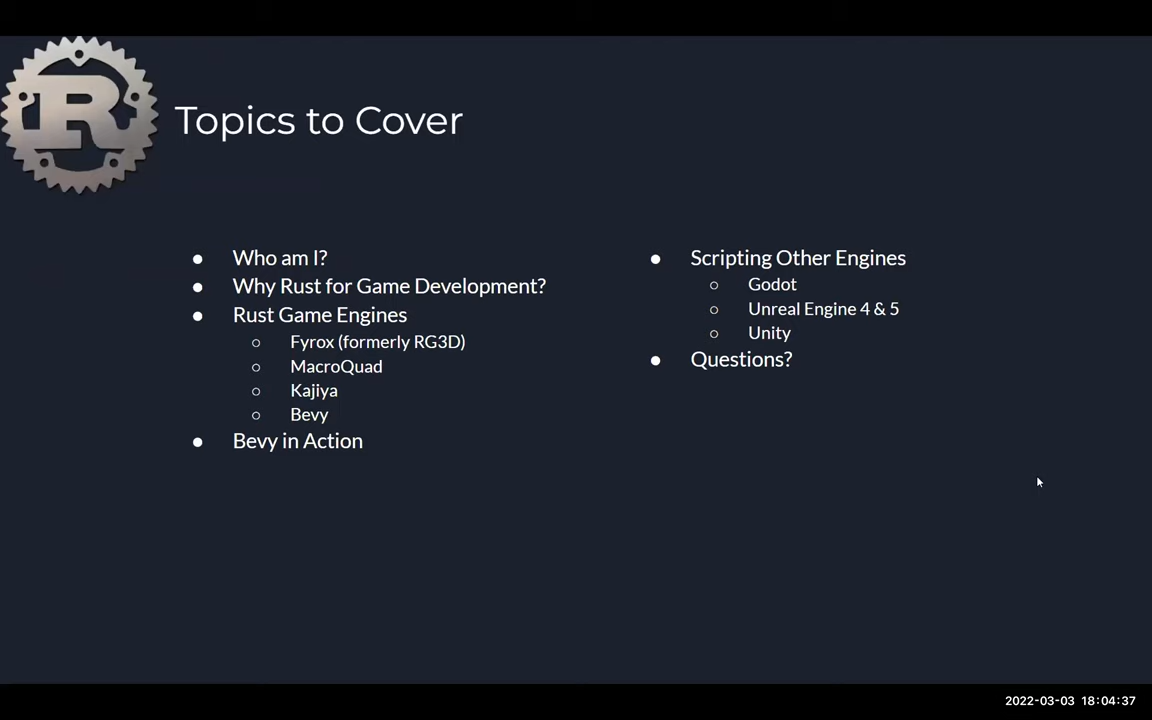 R
Topics to Cover
● Who am I?
● Why Rust for Game Development?
● Rust Game Engines
○ Fyrox (formerly RG3D)
○ MacroQuad
○ Kajiya
○ Bevy
● Bevy in Action
● Scripting Other Engines
○ Godot
○ Unreal Engine 4 & 5
○ Unity
● Questions?
2022-03-03 18:04:37